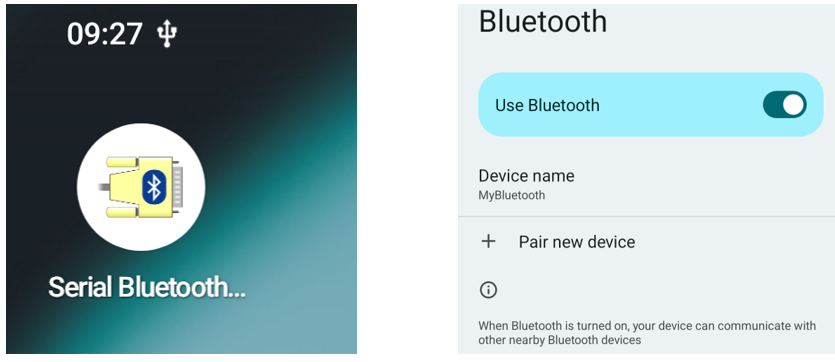 09:27
Serial Bluetooth...
Bluetooth
Use Bluetooth
Device name
MyBluetooth
Pair new device
When Bluetooth is turned on, your device can communicate with
other nearby Bluetooth devices